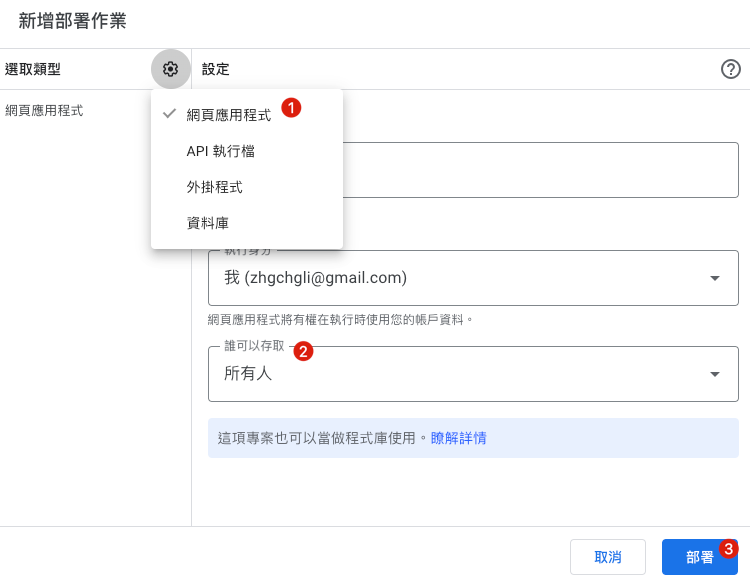 新增部署作業
選取類型
設定
網頁應用程式
網頁應用程式 1
API 執行檔
外掛程式
資料庫
執行身分
我 (zhgchgli@gmail.com)
網頁應用程式將有權在執行時使用您的帳戶資料。
誰可以存取 2
所有人
這項專案也可以當做程式庫使用。瞭解詳情
取消
部署 3